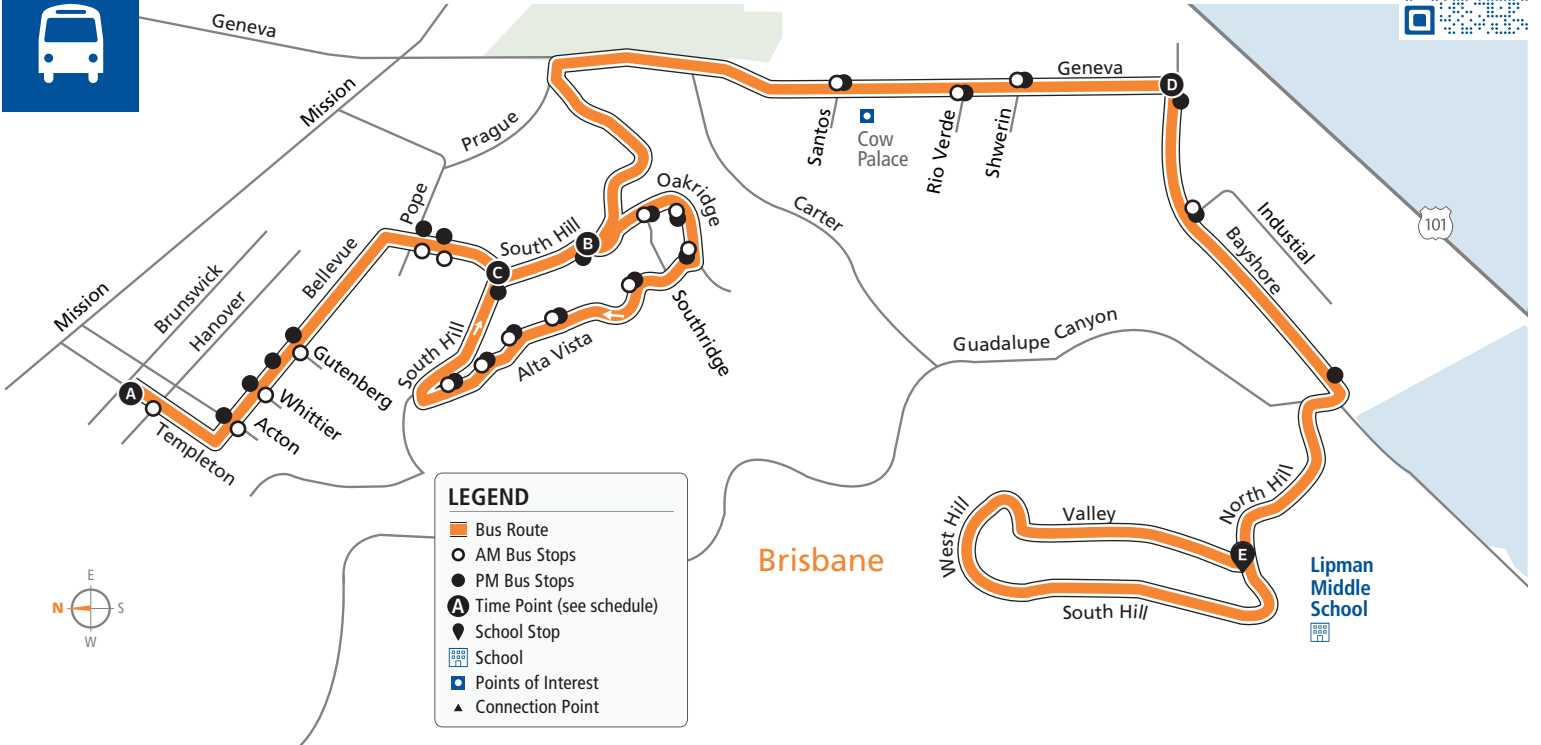 Geneva
Mission
Prague
Pope
Bellevue
Brunswick
Hanover
Mission
A
Templeton
Acton
Whittier
Gutenberg
South Hill
C
South Hill
B
Oakridge
Southridge
Alta Vista
Santos
Cow
Palace
Rio Verde
Shwerin
Geneva
D
Carter
Guadalupe Canyon
Industial
Bayshore
101
North Hill
West Hill
Valley
E
South Hill
Lipman
Middle
School
Brisbane
LEGEND
Bus Route
AM Bus Stops
PM Bus Stops
A Time Point (see schedule)
School Stop
School
Points of Interest
Connection Point
E
N
S
W